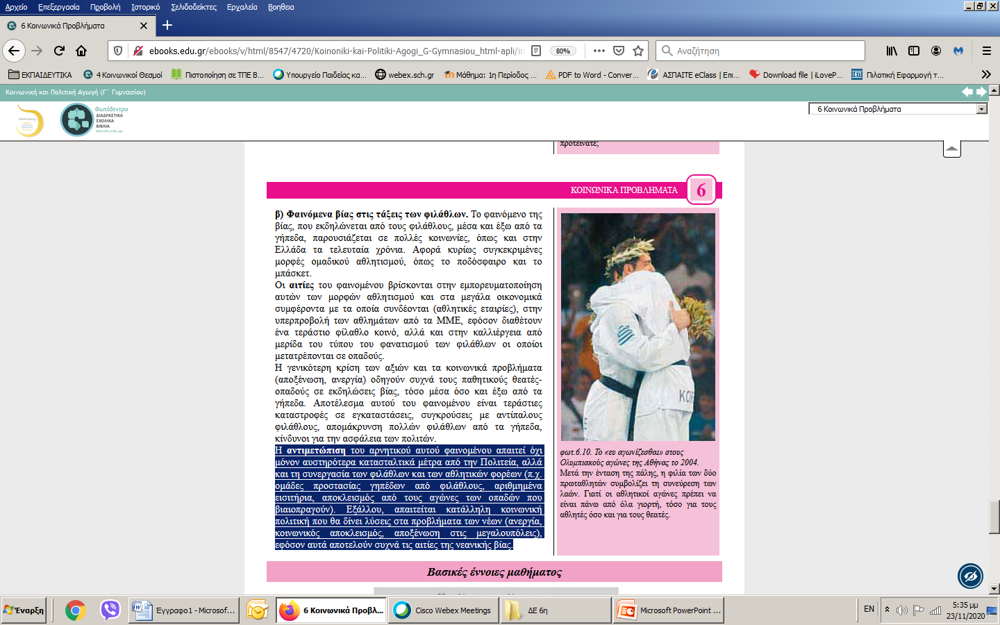 Αρχείο Επεξεργασία Προβολή Ιστορικό Σελιδοδείκτες Εργαλεία Βοήθεια
6 Κοινωνικά Προβλήματα
ebooks.edu.gr/ebooks/v/html/8547/4720/Koinoniki-kai-Politiki-Agogi_G-Gymnasiou_html-apli/in
80%
Αναζήτηση
ΕΚΠΑΙΔΕΥΤΙΚΑ 4 Κοινωνικοί Θεσμοί Πιστοποίηση σε ΤΠΕ Β... Υπουργείο Παιδείας κα... webex.sch.gr Μάθημα: 1η Περίοδος ... PDF to Word - Conver... ΑΣΠΑΙΤΕ eClass | Επι... Download file | iLoveP... Πιλοτική Εφαρμογή τ...
Κοινωνική και Πολιτική Αγωγή (Γ΄ Γυμνασίου)
Φωτόδεντρο
ΔΙΑΔΡΑΣΤΙΚΑ
ΣΧΟΛΙΚΑ
ΒΙΒΛΙΑ
ebooks.edu.gr
6 Κοινωνικά Προβλήματα
προτείνατε;
ΚΟΙΝΩΝΙΚΑ ΠΡΟΒΛΗΜΑΤΑ 6
β) Φαινόμενα βίας στις τάξεις των φιλάθλων. Το φαινόμενο της
βίας, που εκδηλώνεται από τους φιλάθλους, μέσα και έξω από τα
γήπεδα, παρουσιάζεται σε πολλές κοινωνίες, όπως και στην
Ελλάδα τα τελευταία χρόνια. Αφορά κυρίως συγκεκριμένες
μορφές ομαδικού αθλητισμού, όπως το ποδόσφαιρο και το
μπάσκετ.
Οι αιτίες του φαινομένου βρίσκονται στην εμπορευματοποίηση
αυτών των μορφών αθλητισμού και στα μεγάλα οικονομικά
συμφέροντα με τα οποία συνδέονται (αθλητικές εταιρίες), στην
υπερπροβολή των αθλημάτων από τα ΜΜΕ, εφόσον διαθέτουν
ένα τεράστιο φίλαθλο κοινό, αλλά και στην καλλιέργεια από
μερίδα του τύπου του φανατισμού των φιλάθλων οι οποίοι
μετατρέπονται σε οπαδούς.
Η γενικότερη κρίση των αξιών και τα κοινωνικά προβλήματα
(αποξένωση, ανεργία) οδηγούν συχνά τους παθητικούς θεατές-
οπαδούς σε εκδηλώσεις βίας, τόσο μέσα όσο και έξω από τα
γήπεδα. Αποτέλεσμα αυτού του φαινομένου είναι τεράστιες
καταστροφές σε εγκαταστάσεις, συγκρούσεις με αντίπαλους
φιλάθλους, απομάκρυνση πολλών φιλάθλων από τα γήπεδα,
κίνδυνοι για την ασφάλεια των πολιτών.
Η αντιμετώπιση του αρνητικού αυτού φαινομένου απαιτεί όχι
μόνον αυστηρότερα κατασταλτικά μέτρα από την Πολιτεία, αλλά
και τη συνεργασία των φιλάθλων και των αθλητικών φορέων (π.χ.
ομάδες προστασίας γηπέδων από φιλάθλους, αριθμημένα
εισιτήρια, αποκλεισμός από τους αγώνες των οπαδών που
βιαιοπραγούν). Εξάλλου, απαιτείται κατάλληλη κοινωνική
πολιτική που θα δίνει λύσεις στα προβλήματα των νέων (ανεργία,
κοινωνικός αποκλεισμός, αποξένωση στις μεγαλουπόλεις),
εφόσον αυτά αποτελούν συχνά τις αιτίες της νεανικής βίας.
φωτ.6.10. Το «ευ αγωνίζεσθαι» στους
Ολυμπιακούς αγώνες της Αθήνας το 2004.
Μετά την ένταση της πάλης, η φιλία των δύο
πρωταθλητών συμβολίζει τη συνεύρεση των
λαών. Γιατί οι αθλητικοί αγώνες πρέπει να
είναι πάνω από όλα γιορτή, τόσο για τους
αθλητές όσο και για τους θεατές.
Βασικές έννοιες μαθήματος
Έναρξη Έγγραφο1 - Microsof... 6 Κοινωνικά Προβλ... Cisco Webex Meetings ΔΕ 6η Microsoft PowerPoint ... EN 5:35 μμ
23/11/2020